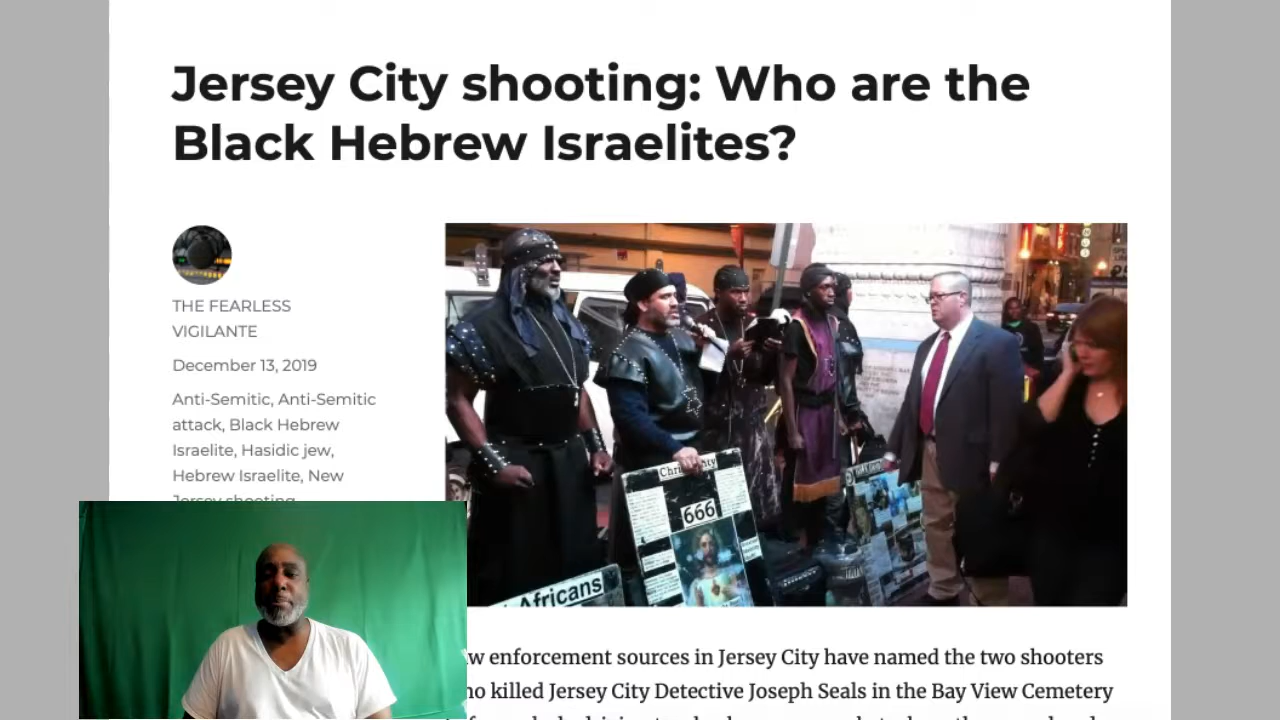 Jersey City shooting: Who are the
Black Hebrew Israelites?
THE FEARLESS
VIGILANTE
December 13, 2019
Anti-Semitic, Anti-Semitic
attack, Black Hebrew
Israelite, Hasidic jew,
Hebrew Israelite, New
Jersey shooting
666
Africans
enforcement sources in Jersey City have named the two shooters
killed Jersey City Detective Joseph Seals in the Bay View Cemetery